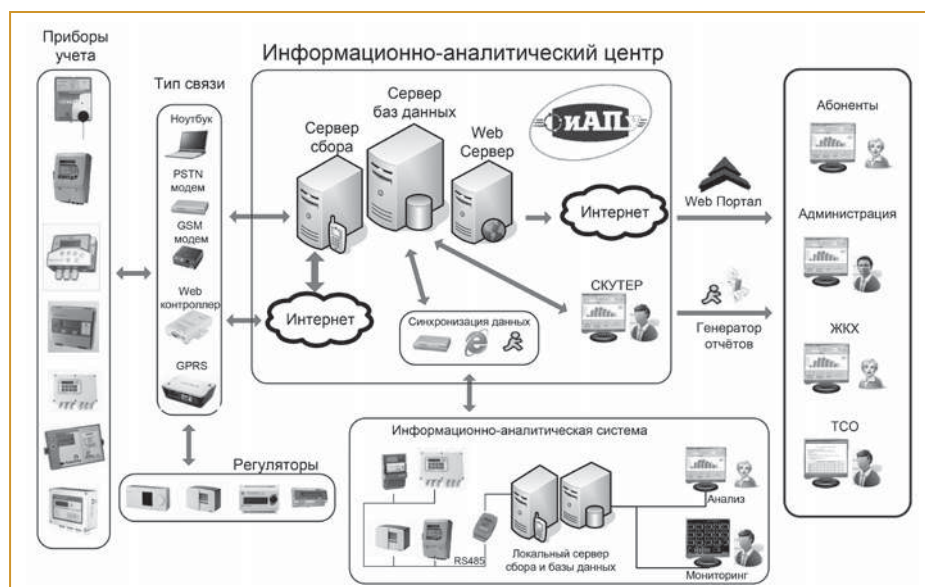 Приборы
учета
Тип связи
Ноутбук
PSTN
модем
GSM
модем
Web
контроллер
GPRS
Регуляторы
Информационно-аналитический центр
Сервер
сбора
Сервер
баз данных
Web
Сервер
иАП
Интернет
Интернет
Синхронизация данных
СКУТЕР
Web Портал
Генератор
отчётов
Абоненты
Администрация
ЖКХ
ТСО
Информационно-аналитическая система
RS485
Локальный сервер
сбора и базы данных
Анализ
Мониторинг